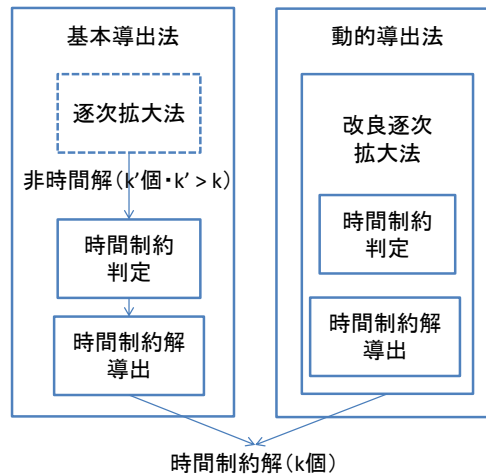 基本導出法
逐次拡大法
非時間解(k’個・k’ > k)
時間制約
判定
時間制約解
導出
動的導出法
改良逐次
拡大法
時間制約
判定
時間制約解
導出
時間制約解(k個)